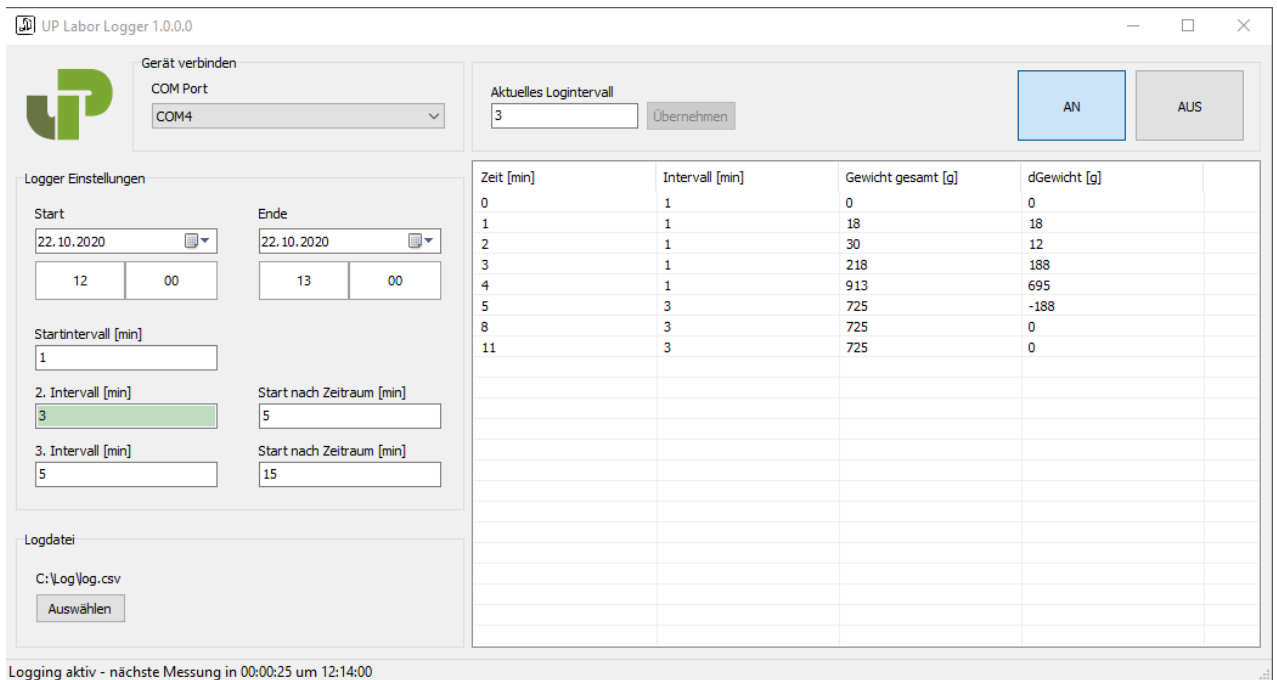 UP Labor Logger 1.0.0.0
UP
Gerät verbinden
COM Port
COM4
Aktuelles Logintervall
3
Übernehmen
AN
AUS
Logger Einstellungen
Start
Ende
22.10.2020
22.10.2020
12 00
13 00
Startintervall [min]
1
2. Intervall [min]
Start nach Zeitraum [min]
3
5
3. Intervall [min]
Start nach Zeitraum [min]
5
15
Logdatei
C:\Log\log.csv
Auswählen
Zeit [min] Intervall [min] Gewicht gesamt [g] dGewicht [g]
0 1 0 0
1 1 18 18
2 1 30 12
3 1 218 188
4 1 913 695
5 3 725 -188
8 3 725 0
11 3 725 0
Logging aktiv - nächste Messung in 00:00:25 um 12:14:00